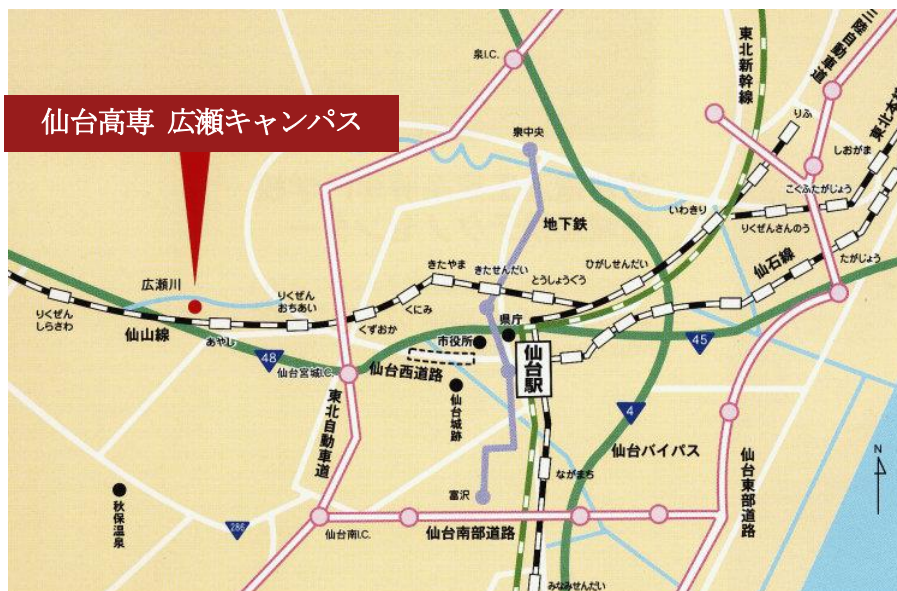 仙台高専 広瀬キャンパス
泉I.C.
東北新幹線
三陸自動車道
東北本線
泉中央
りふ
しおがま
こくふたがじょう
いわきり
りくぜんさんのう
地下鉄
たがじょう
仙石線
ひがしせんだい
きたやま
きたせんだい
とうしょうぐう
広瀬川
りくぜん
おちあい
くにみ
くずおか
りくぜん
しらさわ
仙山線
あやし
県庁
市役所
45
48
仙台宮城I.C.
仙台西道路
仙台駅
仙台城跡
4
東北自動車道
仙台バイパス
仙台東部道路
N
ながまち
富沢
秋保温泉
286
仙台南I.C.
仙台南部道路
みなみせんだい